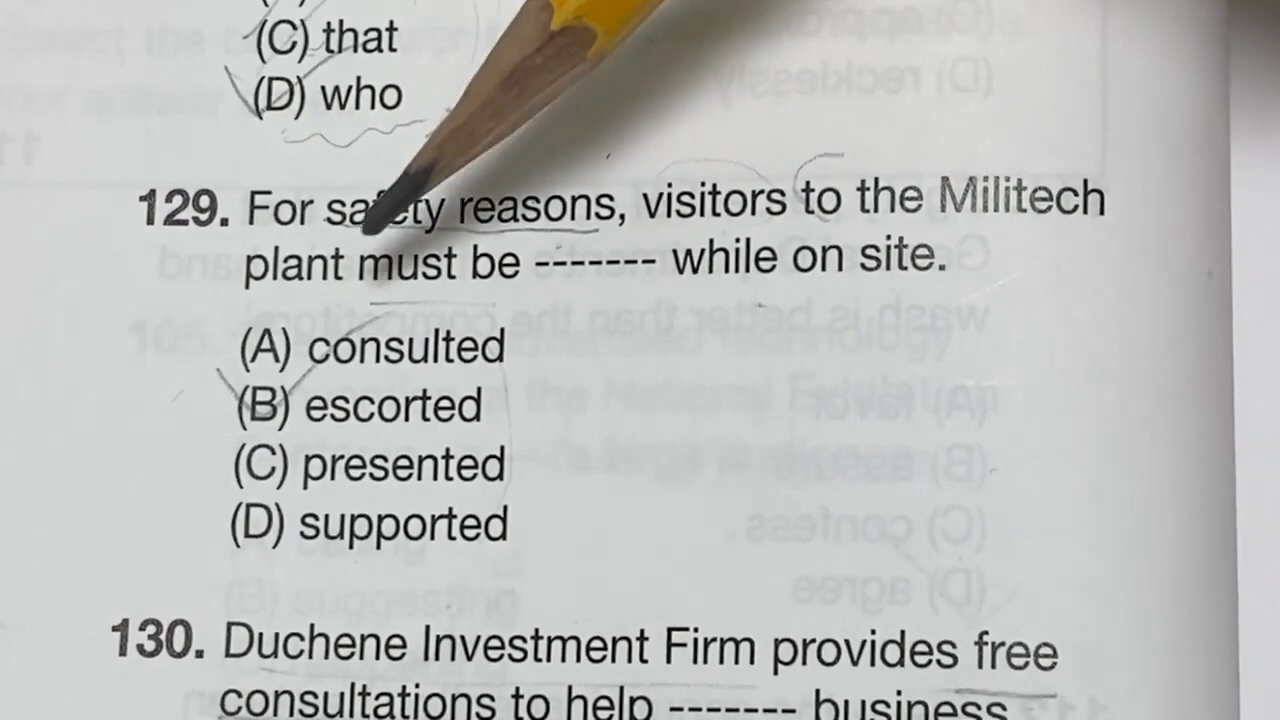 (C) that
(D) who
129. For safety reasons, visitors to the Militech
plant must be ------- while on site.
(A) consulted
(B) escorted
(C) presented
(D) supported
130. Duchene Investment Firm provides free
consultations to help ------- business